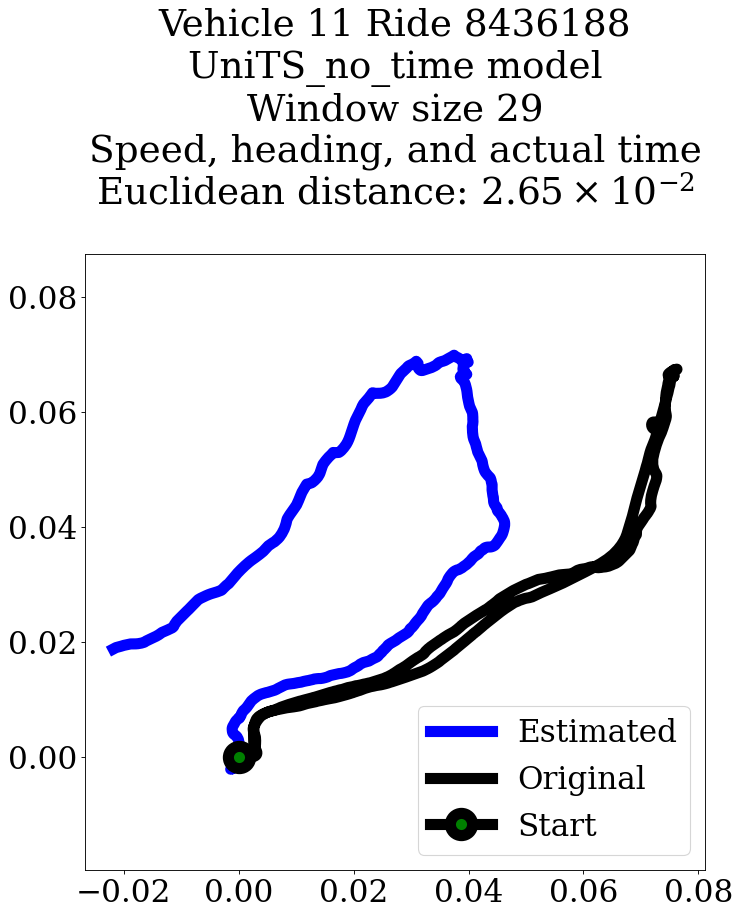 Vehicle 11 Ride 8436188
UniTS_no_time model
Window size 29
Speed, heading, and actual time
Euclidean distance: 2.65 × 10⁻²
0.08
0.06
0.04
0.02
0.00
Estimated
Original
Start
−0.02 0.00 0.02 0.04 0.06 0.08